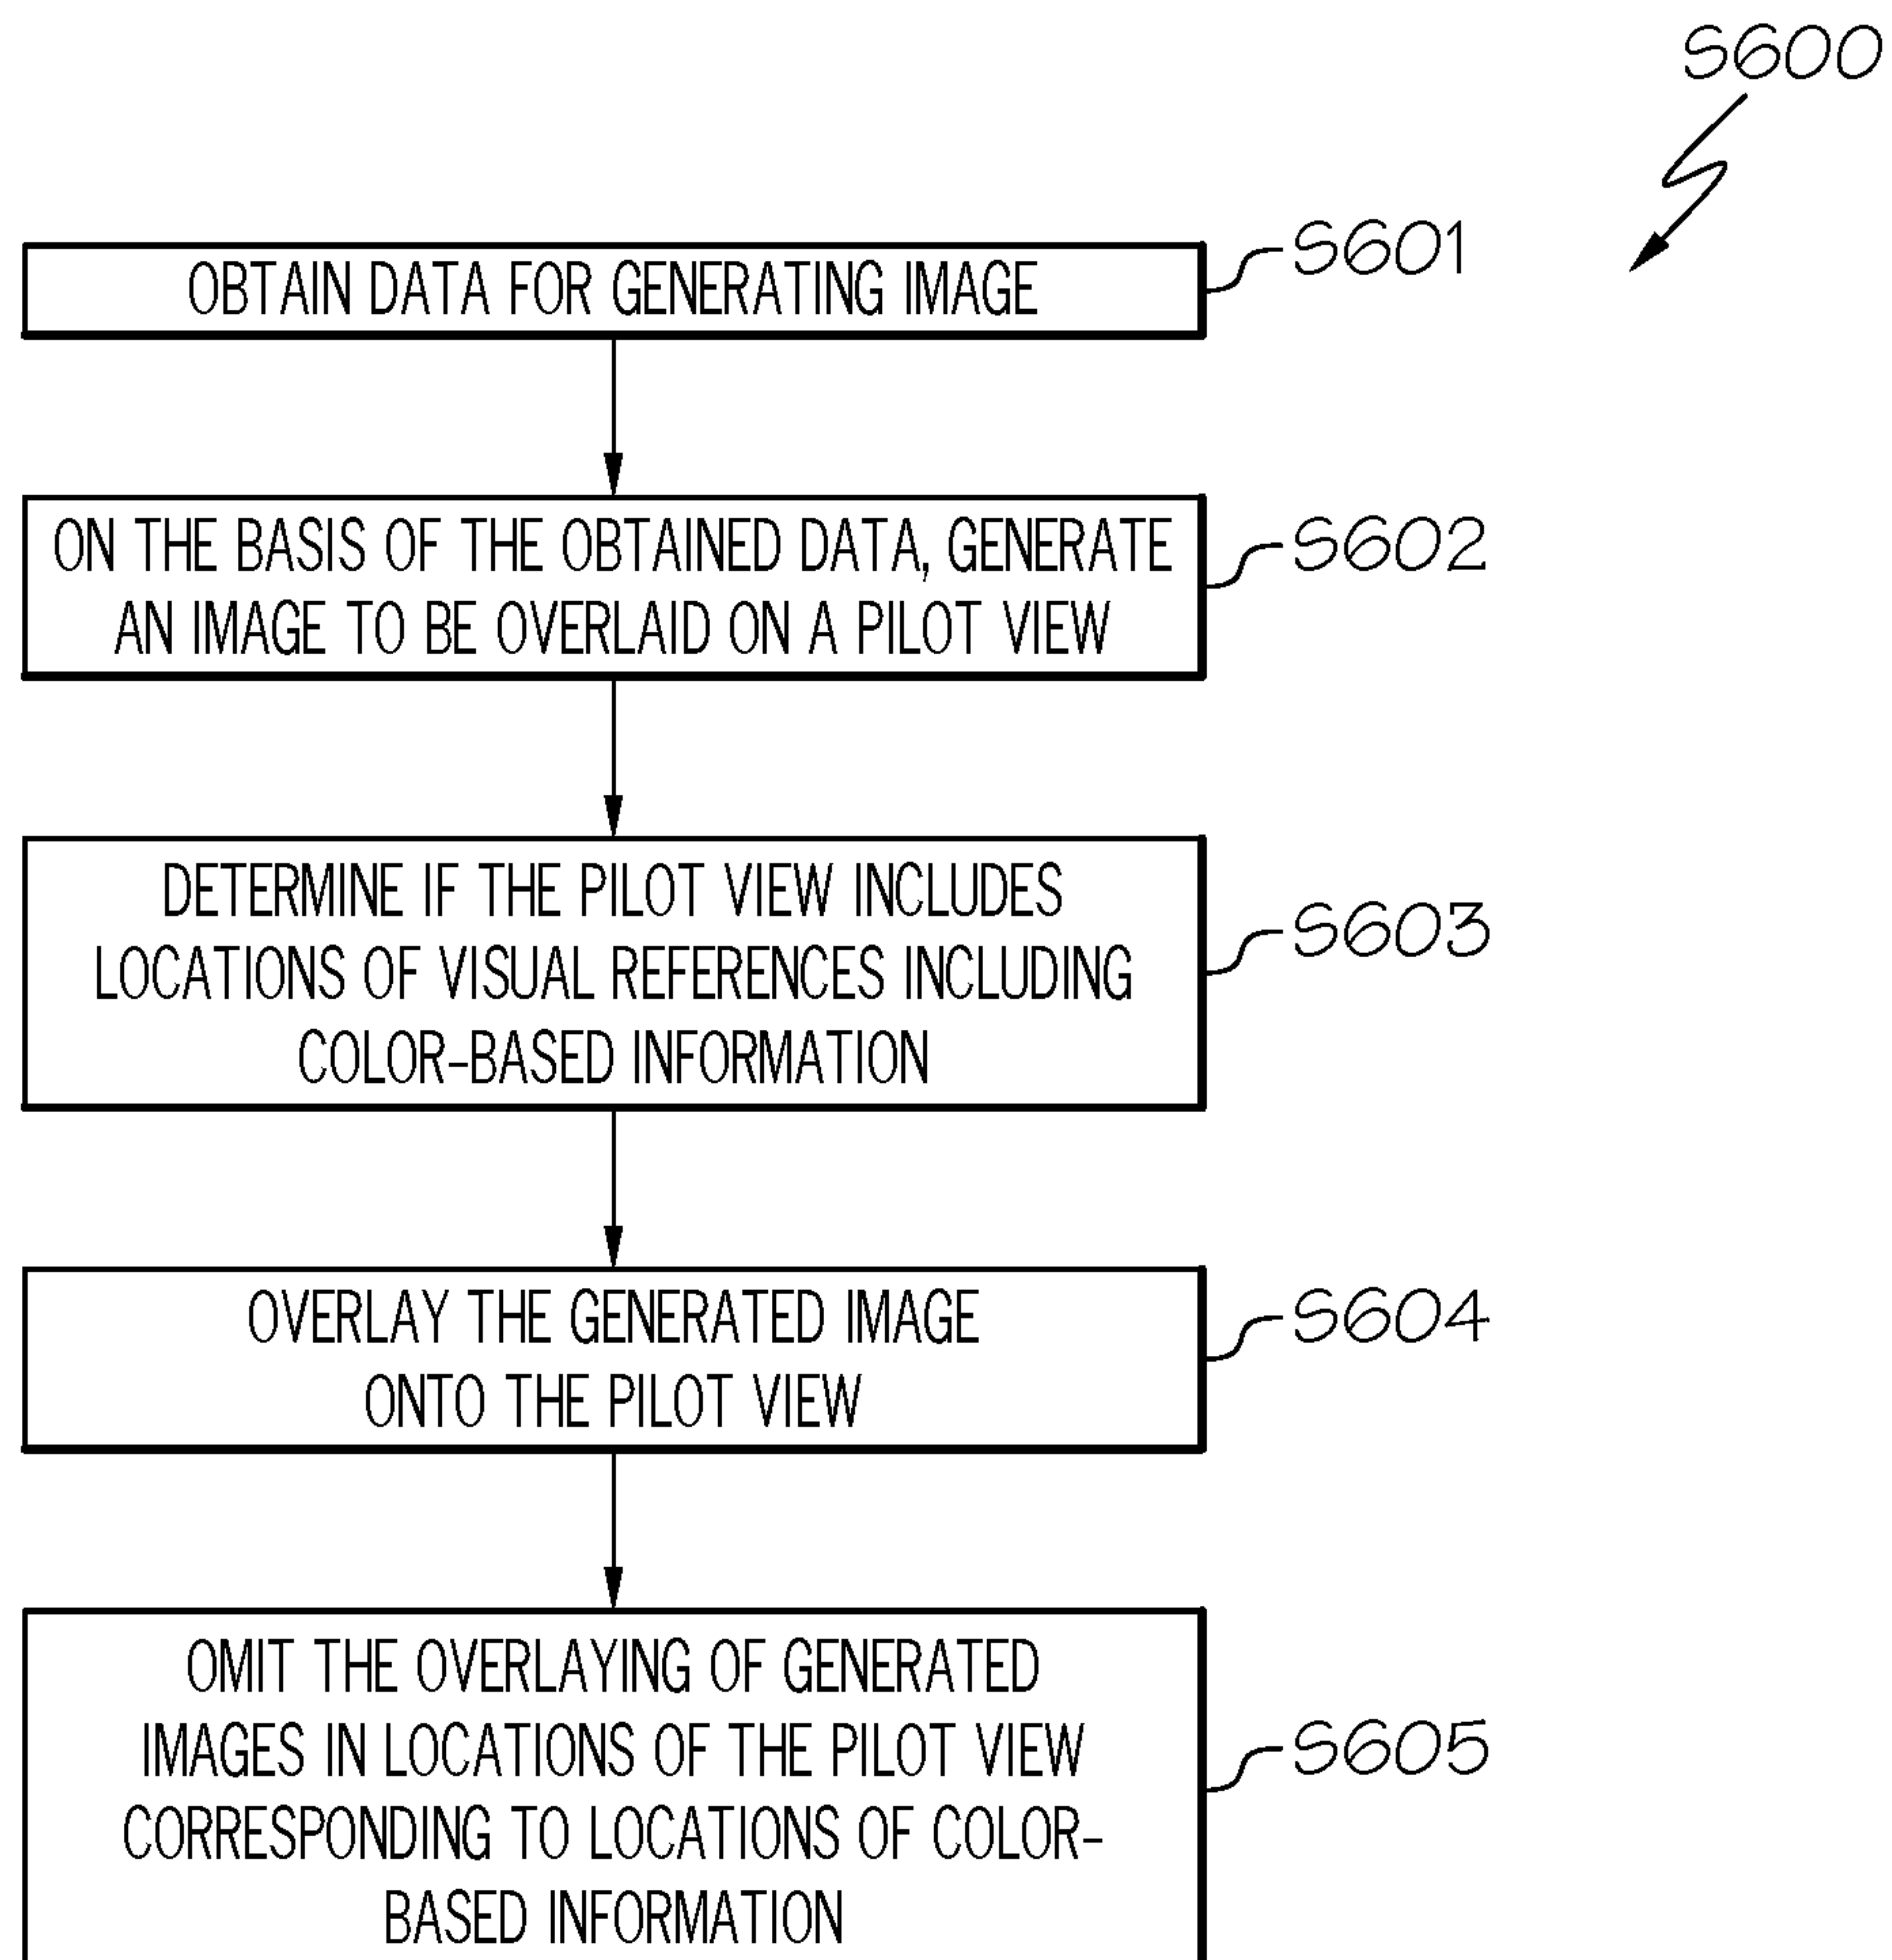 S600
OBTAIN DATA FOR GENERATING IMAGE
S601
ON THE BASIS OF THE OBTAINED DATA, GENERATE
AN IMAGE TO BE OVERLAID ON A PILOT VIEW
S602
DETERMINE IF THE PILOT VIEW INCLUDES
LOCATIONS OF VISUAL REFERENCES INCLUDING
COLOR-BASED INFORMATION
S603
OVERLAY THE GENERATED IMAGE
ONTO THE PILOT VIEW
S604
OMIT THE OVERLAYING OF GENERATED
IMAGES IN LOCATIONS OF THE PILOT VIEW
CORRESPONDING TO LOCATIONS OF COLOR-
BASED INFORMATION
S605